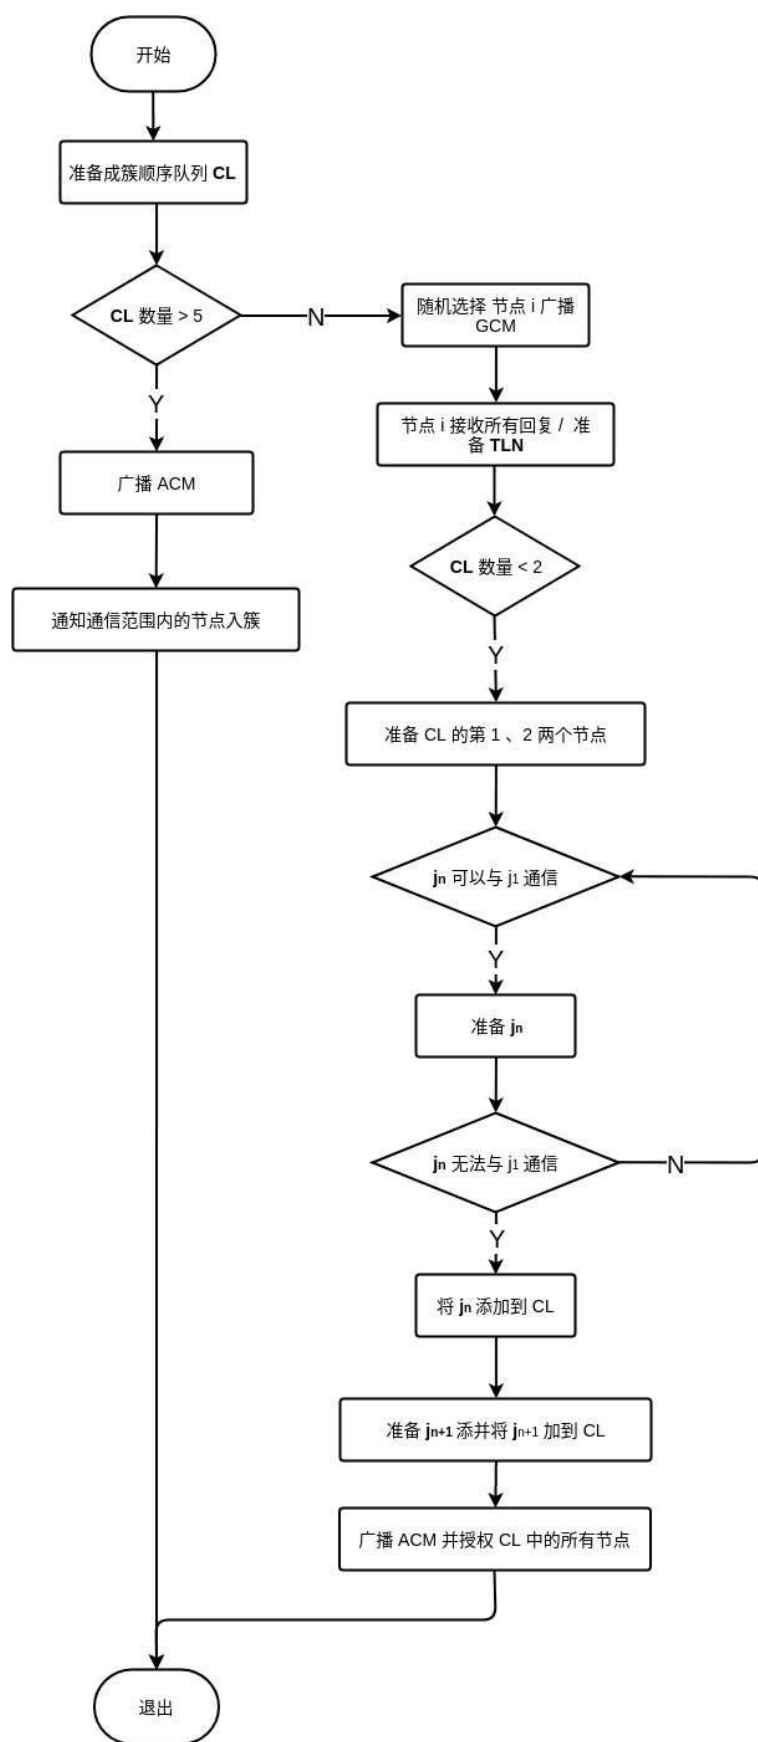 开始
准备成簇顺序队列 CL
CL 数量 > 5
N
随机选择 节点 i 广播
GCM
Y
节点 i 接收所有回复 / 准
备 TLN
广播 ACM
CL 数量 < 2
通知通信范围内的节点入簇
Y
准备 CL 的第 1 、2 两个节点
jn 可以与 j1 通信
Y
准备 jn
jn 无法与 j1 通信
N
Y
将 jn 添加到 CL
准备 jn+1 添并将 jn+1 加到 CL
广播 ACM 并授权 CL 中的所有节点
退出